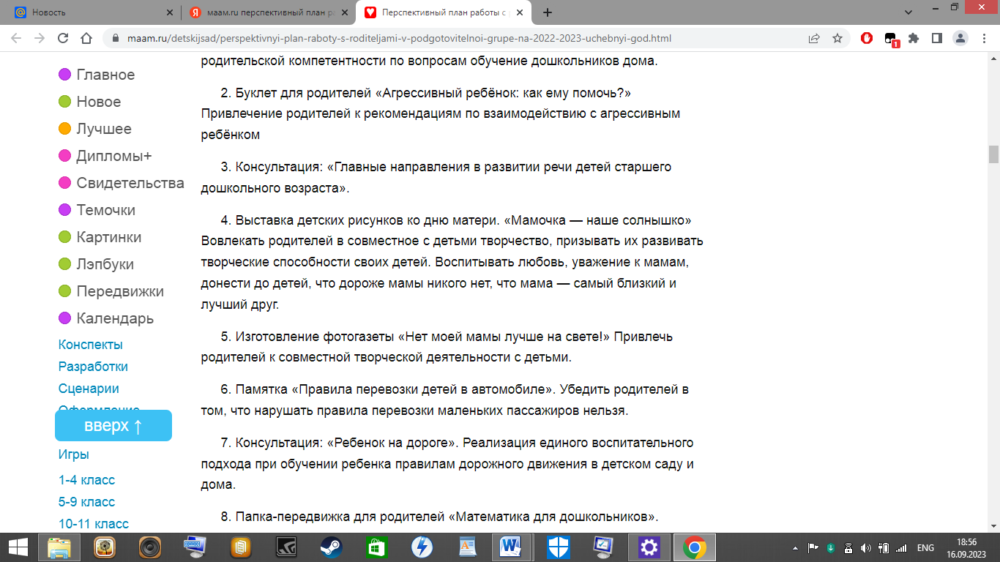 Новость
маам.ru перспективный план ра
Перспективный план работы с р
maam.ru/detskijsad/perspektivnyi-plan-raboty-s-roditeljami-v-podgotovitelnoi-grupe-na-2022-2023-uchebnyi-god.html
1
Главное
Новое
Лучшее
Дипломы+
Свидетельства
Темочки
Картинки
Лэпбуки
Передвижки
Календарь
Конспекты
Разработки
Сценарии
Оформление
вверх ↑
Игры
1-4 класс
5-9 класс
10-11 класс
родительской компетентности по вопросам обучение дошкольников дома.
2. Буклет для родителей «Агрессивный ребёнок: как ему помочь?»
Привлечение родителей к рекомендациям по взаимодействию с агрессивным
ребёнком
3. Консультация: «Главные направления в развитии речи детей старшего
дошкольного возраста».
4. Выставка детских рисунков ко дню матери. «Мамочка — наше солнышко»
Вовлекать родителей в совместное с детьми творчество, призывать их развивать
творческие способности своих детей. Воспитывать любовь, уважение к мамам,
донести до детей, что дороже мамы никого нет, что мама — самый близкий и
лучший друг.
5. Изготовление фотогазеты «Нет моей мамы лучше на свете!» Привлечь
родителей к совместной творческой деятельности с детьми.
6. Памятка «Правила перевозки детей в автомобиле». Убедить родителей в
том, что нарушать правила перевозки маленьких пассажиров нельзя.
7. Консультация: «Ребенок на дороге». Реализация единого воспитательного
подхода при обучении ребенка правилам дорожного движения в детском саду и
дома.
8. Папка-передвижка для родителей «Математика для дошкольников».
ENG
18:56
16.09.2023